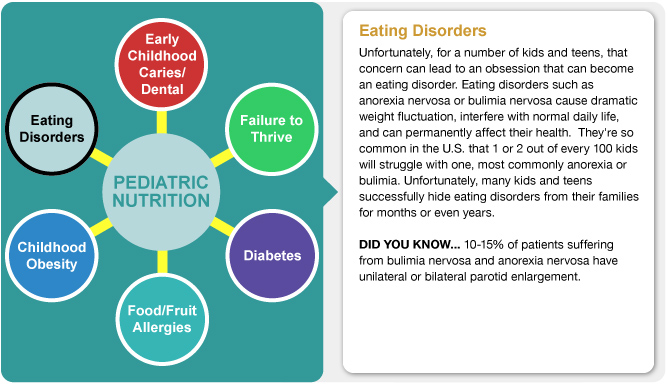 Early
Childhood
Caries/
Dental
Eating
Disorders
Failure to
Thrive
PEDIATRIC
NUTRITION
Childhood
Obesity
Diabetes
Food/Fruit
Allergies
Eating Disorders
Unfortunately, for a number of kids and teens, that
concern can lead to an obsession that can become
an eating disorder. Eating disorders such as
anorexia nervosa or bulimia nervosa cause dramatic
weight fluctuation, interfere with normal daily life,
and can permanently affect their health.  They're so
common in the U.S. that 1 or 2 out of every 100 kids
will struggle with one, most commonly anorexia or
bulimia. Unfortunately, many kids and teens
successfully hide eating disorders from their families
for months or even years.
DID YOU KNOW... 10-15% of patients suffering
from bulimia nervosa and anorexia nervosa have
unilateral or bilateral parotid enlargement.